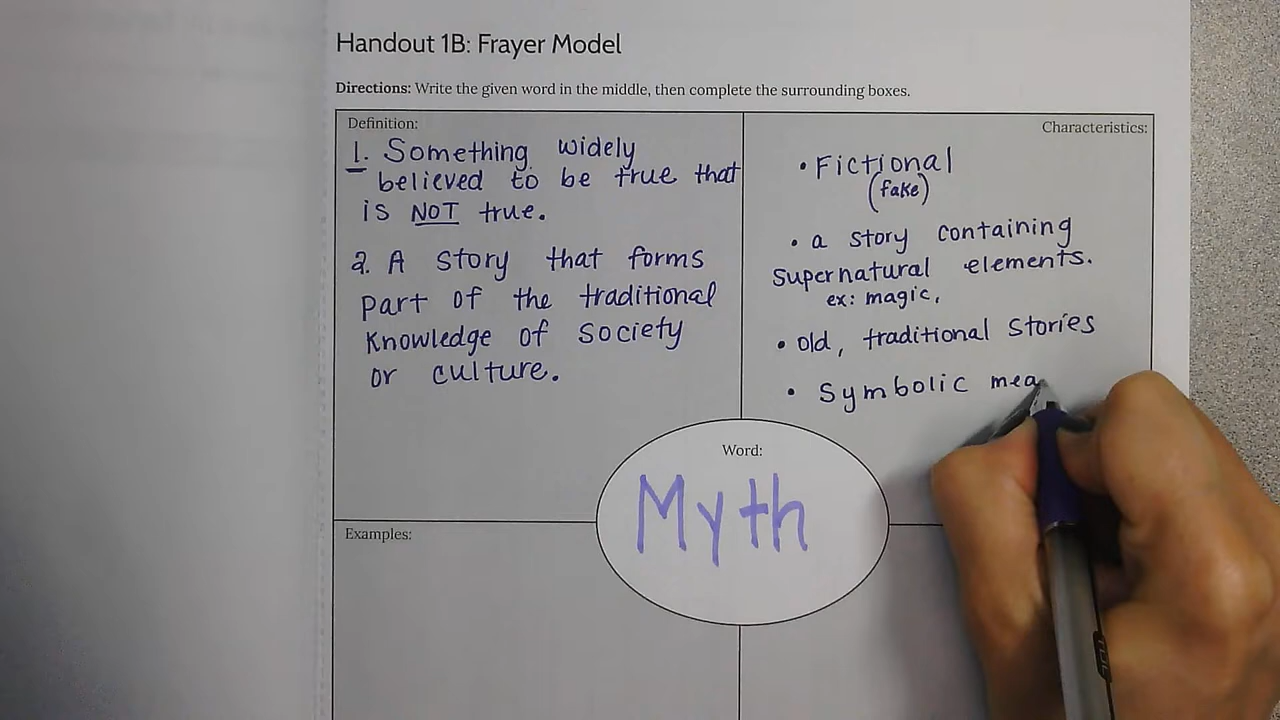 Handout 1B: Frayer Model
Directions: Write the given word in the middle, then complete the surrounding boxes.
Definition:
1. Something widely
believed to be true that
is NOT true.
2. A story that forms
part of the traditional
knowledge of society
or culture.
Characteristics:
• Fictional
(fake)
• a story containing
supernatural elements.
ex: magic,
• old, traditional stories
• Symbolic mea
Word:
Myth
Examples: